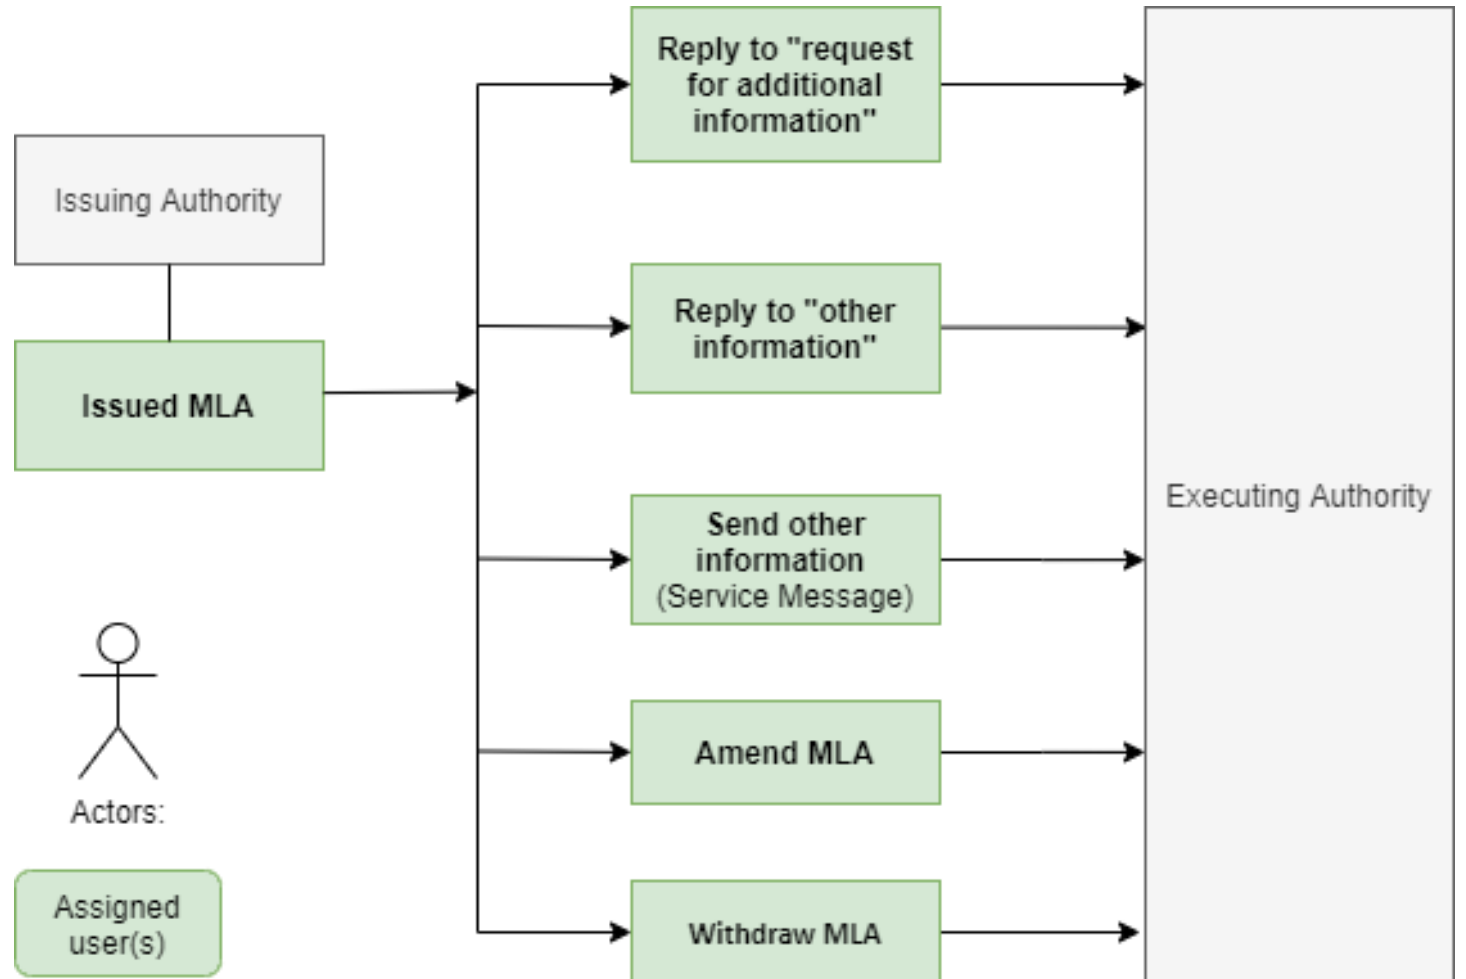 Reply to "request
for additional
information"
Issuing Authority
Reply to "other
information"
Issued MLA
Executing Authority
Send other
information
(Service Message)
Amend MLA
Actors:
Assigned
user(s)
Withdraw MLA